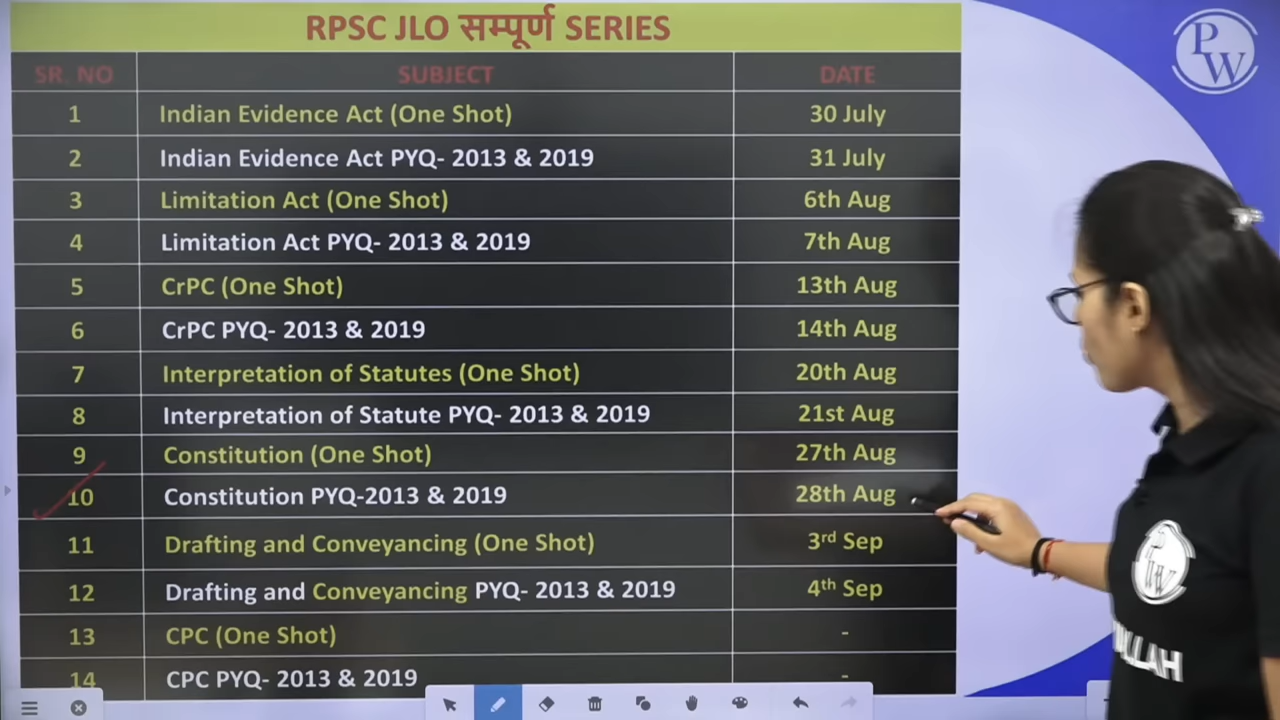 RPSC JLO सम्पूर्ण SERIES
SR. NO SUBJECT DATE
1 Indian Evidence Act (One Shot) 30 July
2 Indian Evidence Act PYQ- 2013 & 2019 31 July
3 Limitation Act (One Shot) 6th Aug
4 Limitation Act PYQ- 2013 & 2019 7th Aug
5 CrPC (One Shot) 13th Aug
6 CrPC PYQ- 2013 & 2019 14th Aug
7 Interpretation of Statutes (One Shot) 20th Aug
8 Interpretation of Statute PYQ- 2013 & 2019 21st Aug
9 Constitution (One Shot) 27th Aug
10 Constitution PYQ-2013 & 2019 28th Aug
11 Drafting and Conveyancing (One Shot) 3rd Sep
12 Drafting and Conveyancing PYQ- 2013 & 2019 4th Sep
13 CPC (One Shot) -
14 CPC PYQ- 2013 & 2019 -
PW
PW